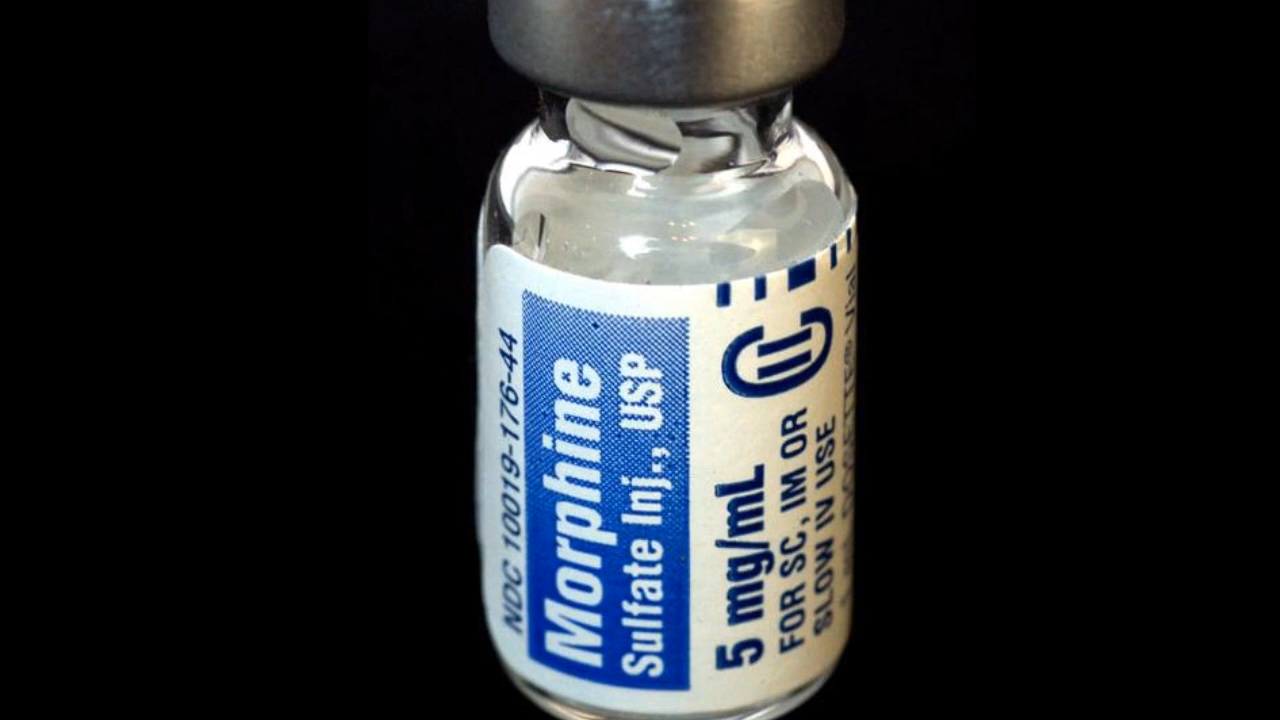 NDC 10019-176-44
Morphine
Sulfate Inj., USP
5 mg/mL
FOR SC, IM OR
SLOW IV USE